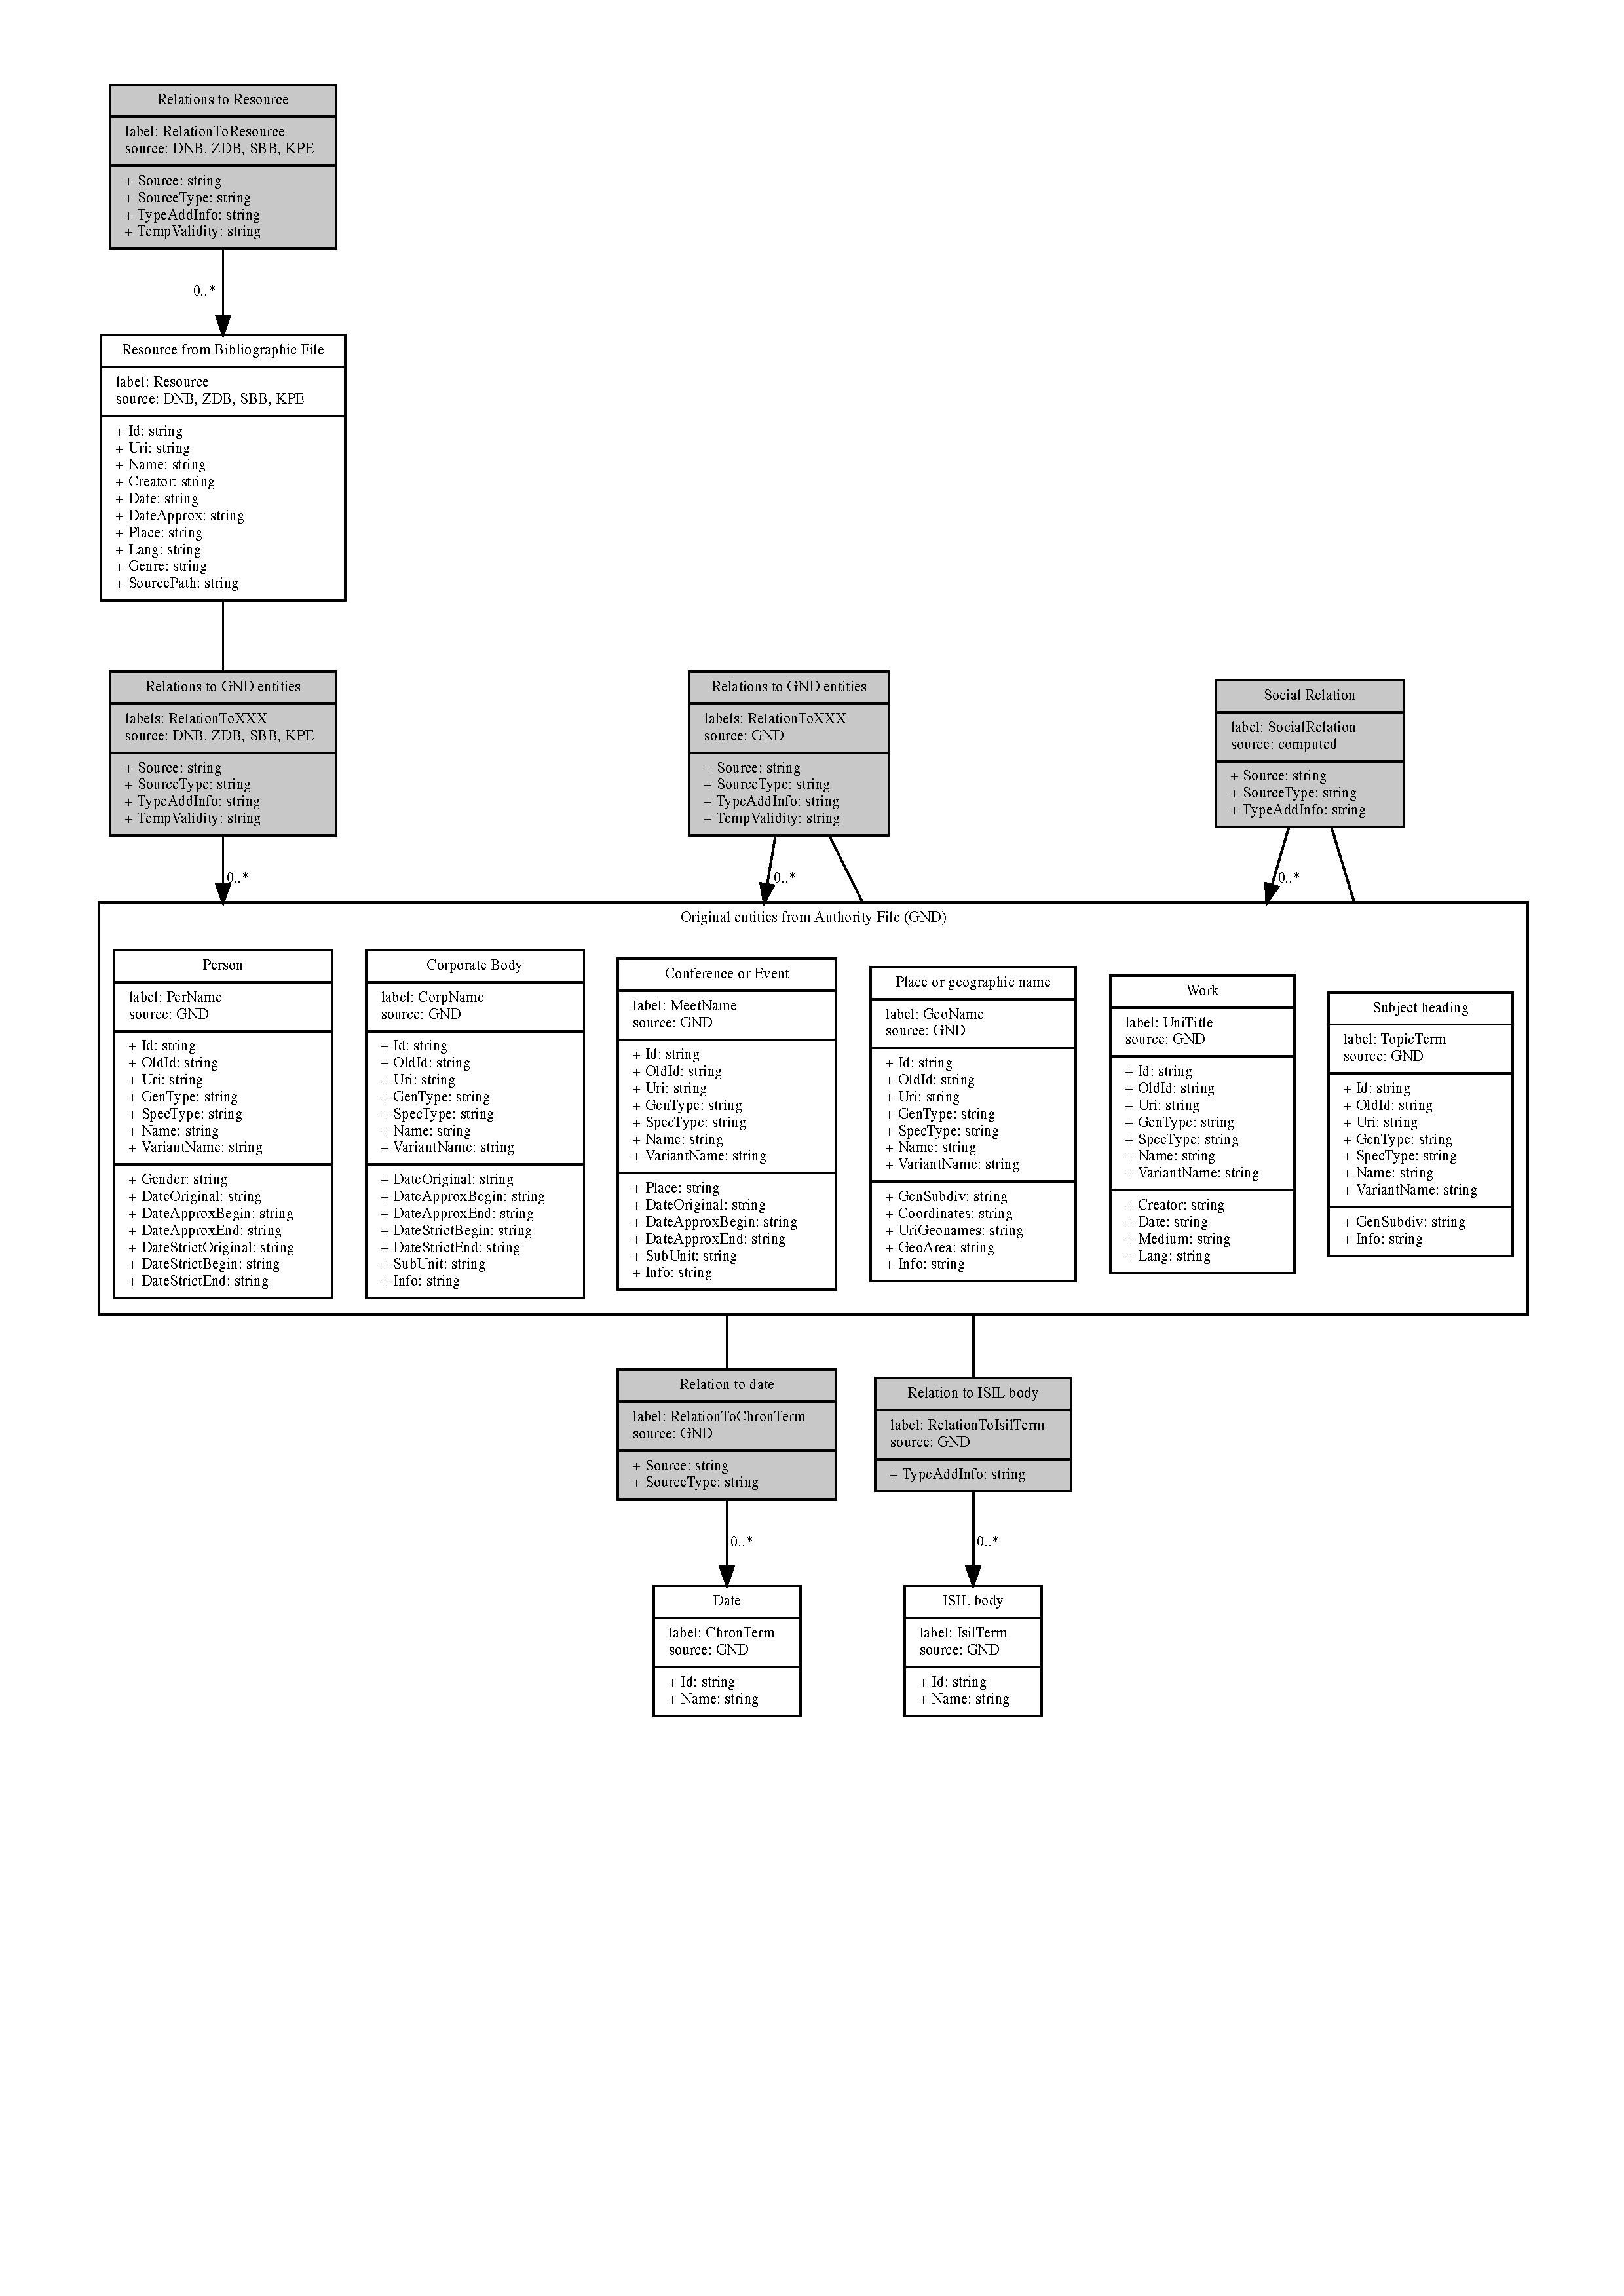 Relations to Resource
label: RelationToResource
source: DNB, ZDB, SBB, KPE
+ Source: string
+ SourceType: string
+ TypeAddInfo: string
+ TempValidity: string
0..*
Resource from Bibliographic File
label: Resource
source: DNB, ZDB, SBB, KPE
+ Id: string
+ Uri: string
+ Name: string
+ Creator: string
+ Date: string
+ DateApprox: string
+ Place: string
+ Lang: string
+ Genre: string
+ SourcePath: string
Relations to GND entities
labels: RelationToXXX
source: DNB, ZDB, SBB, KPE
+ Source: string
+ SourceType: string
+ TypeAddInfo: string
+ TempValidity: string
0..*
Relations to GND entities
labels: RelationToXXX
source: GND
+ Source: string
+ SourceType: string
+ TypeAddInfo: string
+ TempValidity: string
0..*
Social Relation
label: SocialRelation
source: computed
+ Source: string
+ SourceType: string
+ TypeAddInfo: string
0..*
Original entities from Authority File (GND)
Person
label: PerName
source: GND
+ Id: string
+ OldId: string
+ Uri: string
+ GenType: string
+ SpecType: string
+ Name: string
+ VariantName: string
+ Gender: string
+ DateOriginal: string
+ DateApproxBegin: string
+ DateApproxEnd: string
+ DateStrictOriginal: string
+ DateStrictBegin: string
+ DateStrictEnd: string
Corporate Body
label: CorpName
source: GND
+ Id: string
+ OldId: string
+ Uri: string
+ GenType: string
+ SpecType: string
+ Name: string
+ VariantName: string
+ DateOriginal: string
+ DateApproxBegin: string
+ DateApproxEnd: string
+ DateStrictBegin: string
+ DateStrictEnd: string
+ SubUnit: string
+ Info: string
Conference or Event
label: MeetName
source: GND
+ Id: string
+ OldId: string
+ Uri: string
+ GenType: string
+ SpecType: string
+ Name: string
+ VariantName: string
+ Place: string
+ DateOriginal: string
+ DateApproxBegin: string
+ DateApproxEnd: string
+ SubUnit: string
+ Info: string
Place or geographic name
label: GeoName
source: GND
+ Id: string
+ OldId: string
+ Uri: string
+ GenType: string
+ SpecType: string
+ Name: string
+ VariantName: string
+ GenSubdiv: string
+ Coordinates: string
+ UriGeonames: string
+ GeoArea: string
+ Info: string
Work
label: UniTitle
source: GND
+ Id: string
+ OldId: string
+ Uri: string
+ GenType: string
+ SpecType: string
+ Name: string
+ VariantName: string
+ Creator: string
+ Date: string
+ Medium: string
+ Lang: string
Subject heading
label: TopicTerm
source: GND
+ Id: string
+ OldId: string
+ Uri: string
+ GenType: string
+ SpecType: string
+ Name: string
+ VariantName: string
+ GenSubdiv: string
+ Info: string
Relation to date
label: RelationToChronTerm
source: GND
+ Source: string
+ SourceType: string
0..*
Relation to ISIL body
label: RelationToIsilTerm
source: GND
+ TypeAddInfo: string
0..*
Date
label: ChronTerm
source: GND
+ Id: string
+ Name: string
ISIL body
label: IsilTerm
source: GND
+ Id: string
+ Name: string